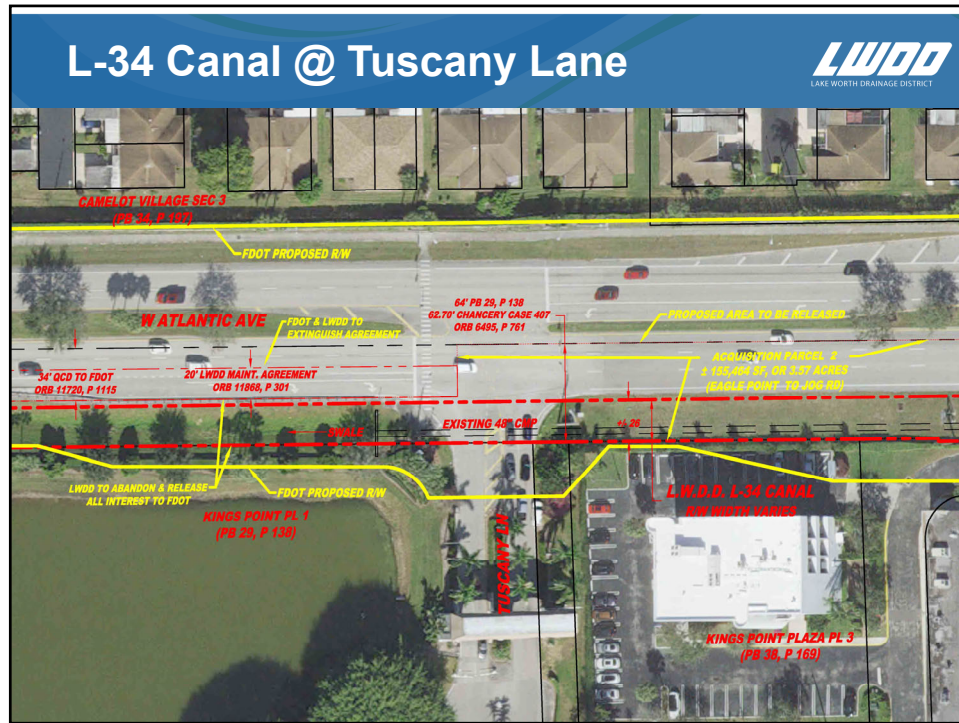 L-34 Canal @ Tuscany Lane
LWDD
LAKE WORTH DRAINAGE DISTRICT
CAMELOT VILLAGE SEC 3
(PB 34, P 197)
FDOT PROPOSED R/W
W ATLANTIC AVE
FDOT & LWDD TO
EXTINGUISH AGREEMENT
64' PB 29, P 138
62.70' CHANCERY CASE 407
ORB 6495, P 761
PROPOSED AREA TO BE RELEASED
34' QCD TO FDOT
ORB 11720, P 1115
20' LWDD MAINT. AGREEMENT
ORB 11868, P 301
ACQUISITION PARCEL 2
± 155,464 SF, OR 3.57 ACRES
(EAGLE POINT TO JOG RD)
SWALE
EXISTING 48" CMP
+/- 26
LWDD TO ABANDON & RELEASE
ALL INTEREST TO FDOT
FDOT PROPOSED R/W
L.W.D.D. L-34 CANAL
R/W WIDTH VARIES
KINGS POINT PL 1
(PB 29, P 138)
TUSCANY LN
KINGS POINT PLAZA PL 3
(PB 38, P 169)